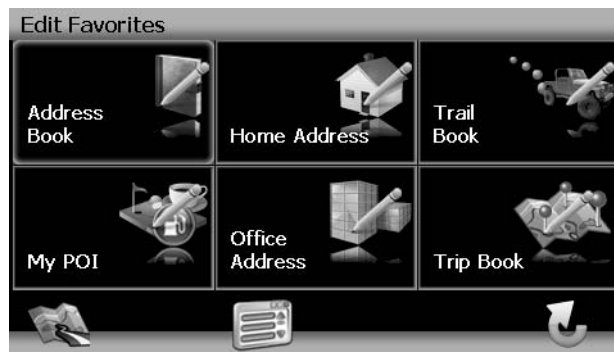 Edit Favorites
Address
Book
Home Address
Trail
Book
My POI
Office
Address
Trip Book